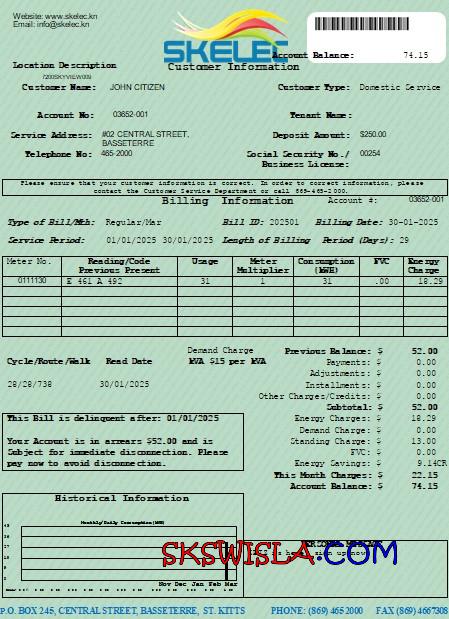 Website: www.skelec.kn
Email: info@skelec.kn
SKELEC
Account Balance: 74.15
Location Description
7200SKYVIEW009
Customer Information
Customer Name: JOHN CITIZEN
Customer Type: Domestic Service
Account No: 03652-001
Tenant Name:
Service Address: #02 CENTRAL STREET,
BASSETERRE
Deposit Amount: $250.00
Telephone No: 465-2000
Social Security No./ 00254
Business License:
Please ensure that your customer information is correct. In order to correct information, please
contact the Customer Service Department or call 869-465-2000.
Billing Information Account #: 03652-001
Type of Bill/Mth: Regular/Mar Bill ID: 202501 Billing Date: 30-01-2025
Service Period: 01/01/2025 30/01/2025 Length of Billing Period (Days): 29
Meter No. Reading/Code Usage Meter Consumption FVC Energy
Previous Present Multiplier (kWH) Charge
0111130 E 461 A 492 31 1 31 .00 18.29
Demand Charge
kVA $15 per kVA
Cycle/Route/Walk Read Date
28/28/738 30/01/2025
Previous Balance: $ 52.00
Payments: $ 0.00
Adjustments: $ 0.00
Installments: $ 0.00
Other Charges/Credits: $ 0.00
Subtotal: $ 52.00
Energy Charges: $ 18.29
Demand Charge: $ 0.00
Standing Charge: $ 13.00
FVC: $ 0.00
Energy Savings: $ 9.14CR
This Month Charges: $ 22.15
Account Balance: $ 74.15
This Bill is delinquent after: 01/01/2025
Your Account is in arrears $52.00 and is
Subject for immediate disconnection. Please
pay now to avoid disconnection.
Historical Information
Monthly/Daily Consumption(kWH)
Nov Dec Jan Feb Mar
SKSWISLA.COM
P.O. BOX 245, CENTRAL STREET, BASSETERRE, ST. KITTS PHONE: (869) 465 2000 FAX (869) 4667308